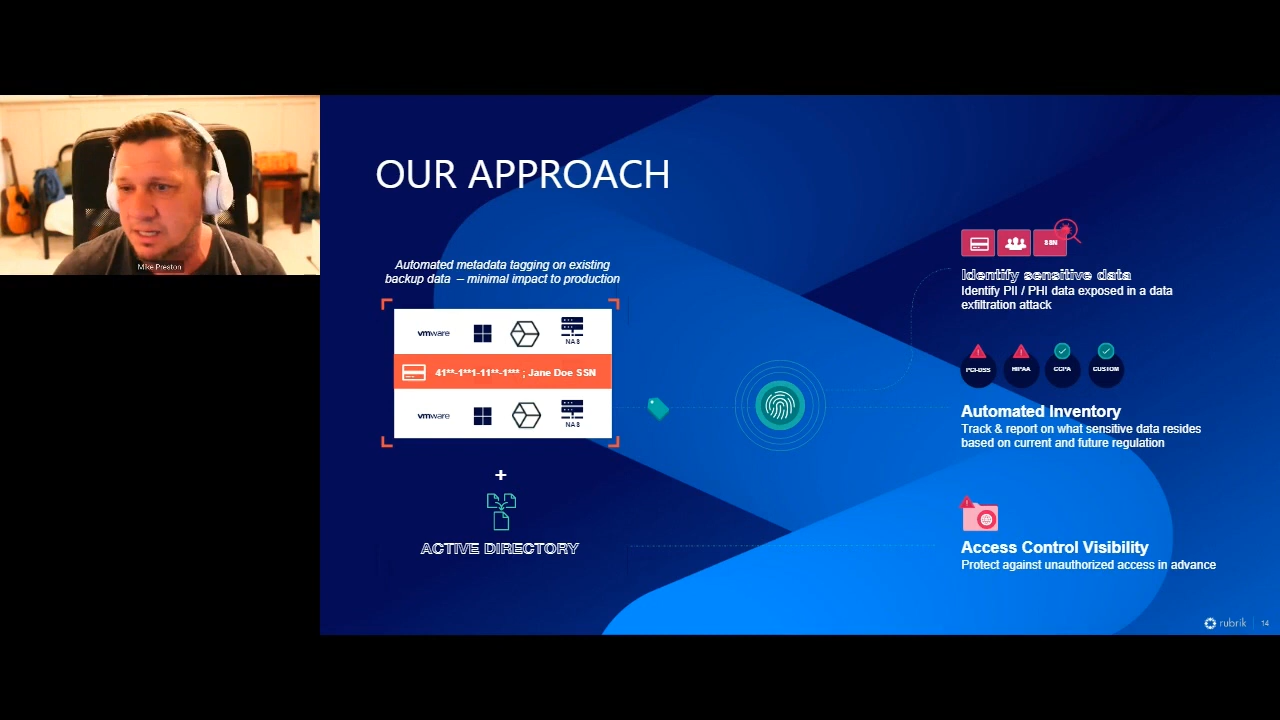 Mike Preston
OUR APPROACH
Automated metadata tagging on existing
backup data – minimal impact to production
vmware
NAS
41**-1**1-11**-1*** ; Jane Doe SSN
vmware
NAS
+
ACTIVE DIRECTORY
SSN
Identify sensitive data
Identify PII / PHI data exposed in a data
exfiltration attack
PCI-DSS HIPAA CCPA CUSTOM
Automated Inventory
Track & report on what sensitive data resides
based on current and future regulation
Access Control Visibility
Protect against unauthorized access in advance
rubrik 14